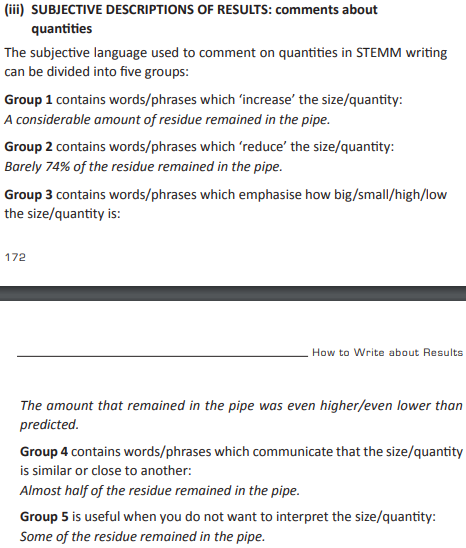 (iii) SUBJECTIVE DESCRIPTIONS OF RESULTS: comments about
quantities
The subjective language used to comment on quantities in STEMM writing
can be divided into five groups:
Group 1 contains words/phrases which ‘increase’ the size/quantity:
A considerable amount of residue remained in the pipe.
Group 2 contains words/phrases which ‘reduce’ the size/quantity:
Barely 74% of the residue remained in the pipe.
Group 3 contains words/phrases which emphasise how big/small/high/low
the size/quantity is:
172
How to Write about Results
The amount that remained in the pipe was even higher/even lower than
predicted.
Group 4 contains words/phrases which communicate that the size/quantity
is similar or close to another:
Almost half of the residue remained in the pipe.
Group 5 is useful when you do not want to interpret the size/quantity:
Some of the residue remained in the pipe.